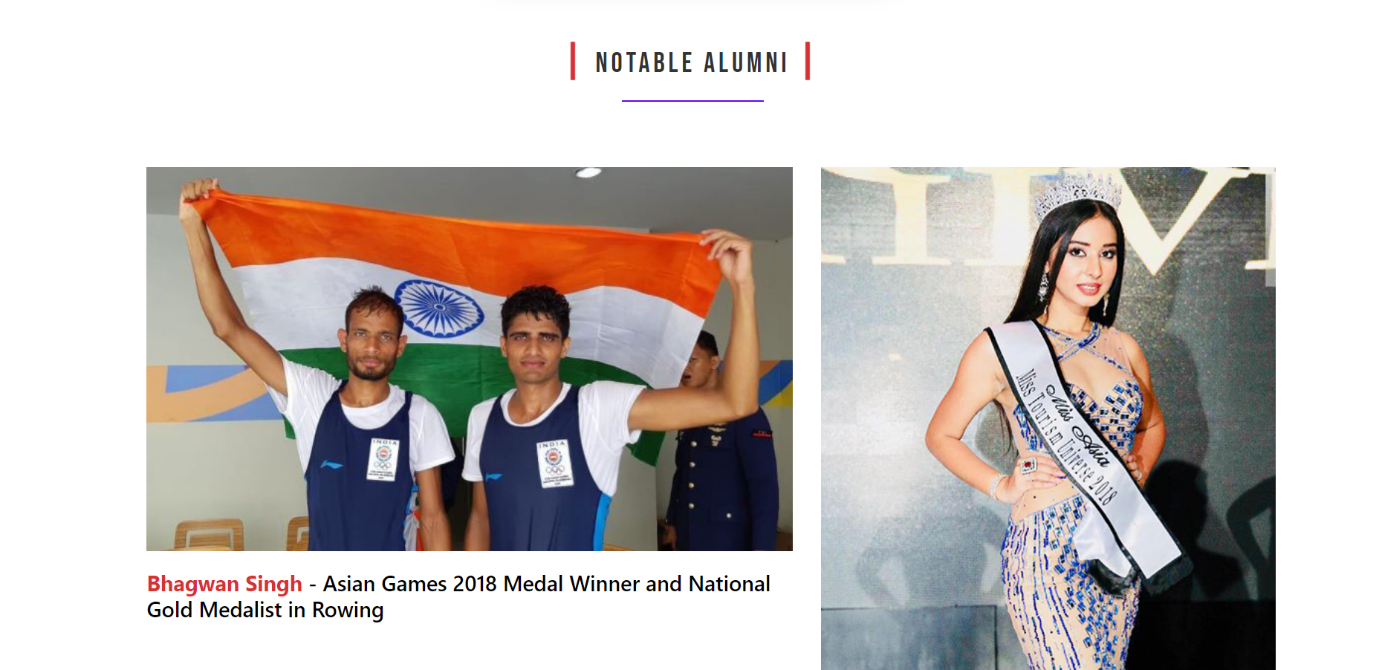 NOTABLE ALUMNI
INDIA
INDIA
Bhagwan Singh - Asian Games 2018 Medal Winner and National
Gold Medalist in Rowing
Miss Asia
Miss Tourism Universe 2018